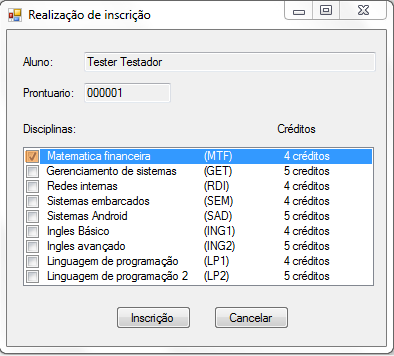 Realização de inscrição
Aluno: Tester Testador
Prontuario: 000001
Disciplinas: Créditos
Matematica financeira (MTF) 4 créditos
Gerenciamento de sistemas (GET) 5 créditos
Redes internas (RDI) 4 créditos
Sistemas embarcados (SEM) 4 créditos
Sistemas Android (SAD) 5 créditos
Ingles Básico (ING1) 4 créditos
Ingles avançado (ING2) 5 créditos
Linguagem de programação (LP1) 4 créditos
Linguagem de programação 2 (LP2) 5 créditos
Inscrição Cancelar